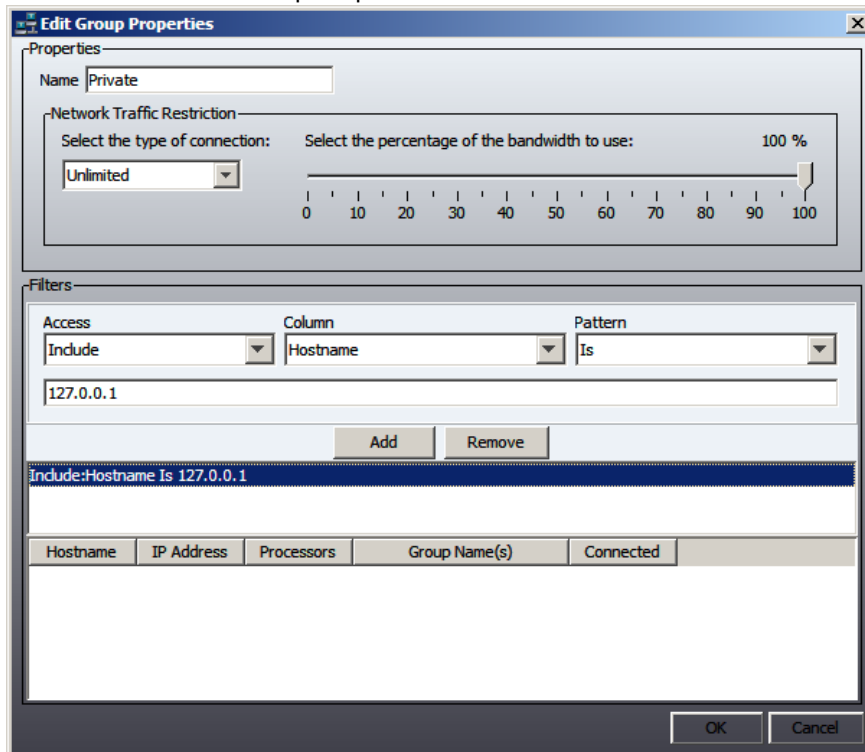 Edit Group Properties
Properties
Name Private
Network Traffic Restriction
Select the type of connection: Select the percentage of the bandwidth to use: 100 %
Unlimited
0 10 20 30 40 50 60 70 80 90 100
Filters
Access Column Pattern
Include Hostname Is
127.0.0.1
Add Remove
Include:Hostname Is 127.0.0.1
Hostname IP Address Processors Group Name(s) Connected
OK Cancel